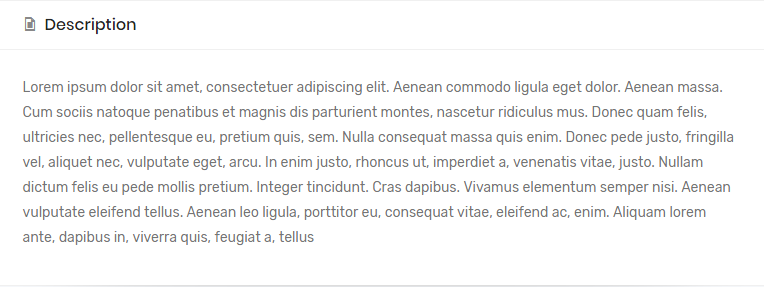 Description
Lorem ipsum dolor sit amet, consectetuer adipiscing elit. Aenean commodo ligula eget dolor. Aenean massa.
Cum sociis natoque penatibus et magnis dis parturient montes, nascetur ridiculus mus. Donec quam felis,
ultricies nec, pellentesque eu, pretium quis, sem. Nulla consequat massa quis enim. Donec pede justo, fringilla
vel, aliquet nec, vulputate eget, arcu. In enim justo, rhoncus ut, imperdiet a, venenatis vitae, justo. Nullam
dictum felis eu pede mollis pretium. Integer tincidunt. Cras dapibus. Vivamus elementum semper nisi. Aenean
vulputate eleifend tellus. Aenean leo ligula, porttitor eu, consequat vitae, eleifend ac, enim. Aliquam lorem
ante, dapibus in, viverra quis, feugiat a, tellus